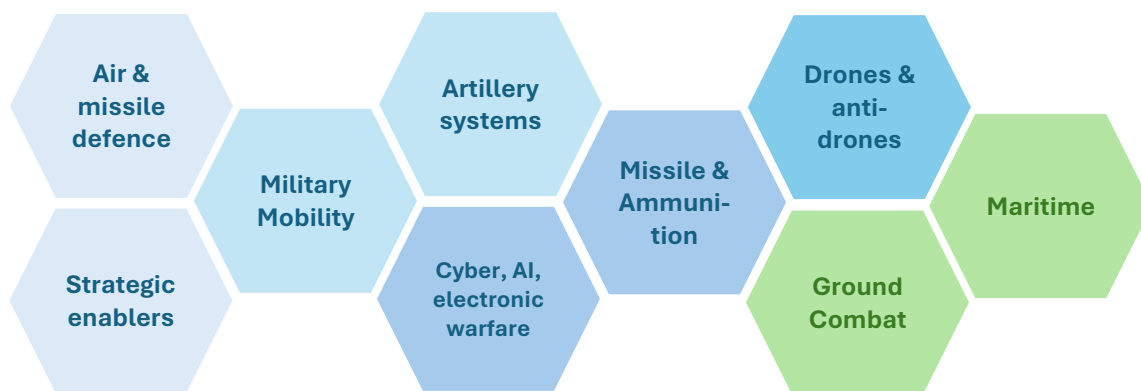 Air &
missile
defence
Strategic
enablers
Military
Mobility
Artillery
systems
Cyber, AI,
electronic
warfare
Missile &
Ammuni-
tion
Drones &
anti-
drones
Ground
Combat
Maritime